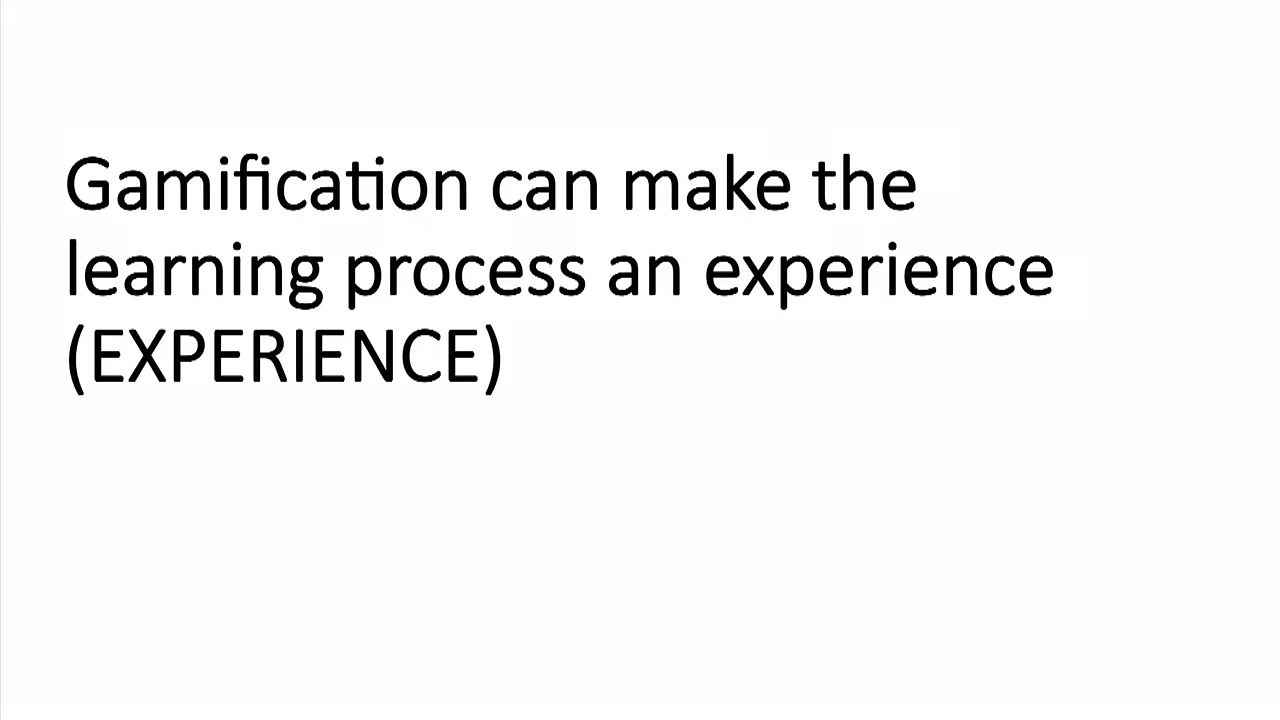 Gamification can make the
learning process an experience
(EXPERIENCE)